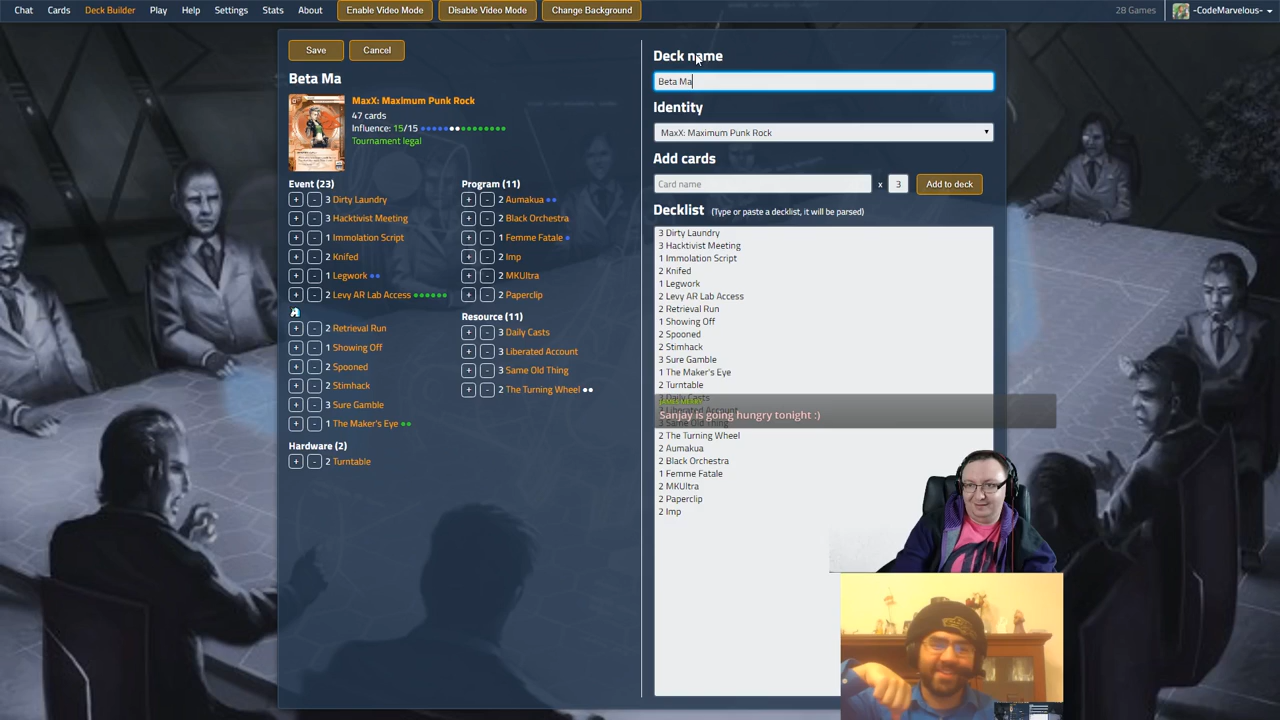 Chat Cards Deck Builder Play Help Settings Stats About Enable Video Mode Disable Video Mode Change Background 28 Games -CodeMarvelous-
Save Cancel
Beta Ma
MaxX: Maximum Punk Rock
47 cards
Influence: 15/15
Tournament legal
Event (23)
+ - 3 Dirty Laundry
+ - 3 Hacktivist Meeting
+ - 1 Immolation Script
+ - 2 Knifed
+ - 1 Legwork
+ - 2 Levy AR Lab Access
+ - 2 Retrieval Run
+ - 1 Showing Off
+ - 2 Spooned
+ - 2 Stimhack
+ - 3 Sure Gamble
+ - 1 The Maker's Eye
Hardware (2)
+ - 2 Turntable
Program (11)
+ - 2 Aumakua
+ - 2 Black Orchestra
+ - 1 Femme Fatale
+ - 2 Imp
+ - 2 MKUltra
+ - 2 Paperclip
Resource (11)
+ - 3 Daily Casts
+ - 3 Liberated Account
+ - 3 Same Old Thing
+ - 2 The Turning Wheel
Deck name
Beta Ma
Identity
MaxX: Maximum Punk Rock
Add cards
Card name x 3 Add to deck
Decklist (Type or paste a decklist, it will be parsed)
3 Dirty Laundry
3 Hacktivist Meeting
1 Immolation Script
2 Knifed
1 Legwork
2 Levy AR Lab Access
2 Retrieval Run
1 Showing Off
2 Spooned
2 Stimhack
3 Sure Gamble
1 The Maker's Eye
2 Turntable
3 Daily Casts
Sanjay is going hungry tonight :)
3 Same Old Thing
2 The Turning Wheel
2 Aumakua
2 Black Orchestra
1 Femme Fatale
2 MKUltra
2 Paperclip
2 Imp